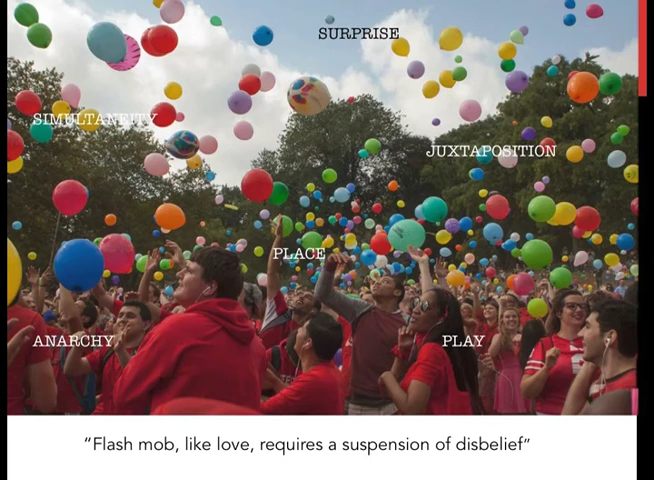 SURPRISE
SIMULTANEITY
JUXTAPOSITION
PLACE
ANARCHY
PLAY
“Flash mob, like love, requires a suspension of disbelief”